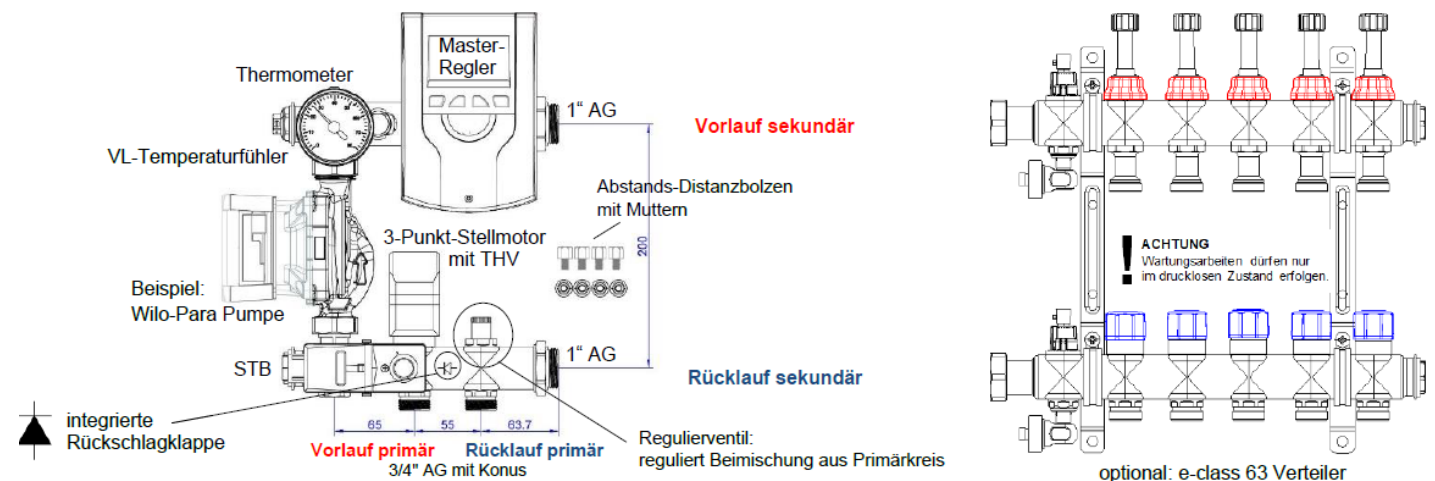 Master-
Regler
Thermometer
1“ AG
Vorlauf sekundär
VL-Temperaturfühler
Abstands-Distanzbolzen
mit Muttern
200
3-Punkt-Stellmotor
mit THV
Beispiel:
Wilo-Para Pumpe
STB
1“ AG
Rücklauf sekundär
integrierte
Rückschlagklappe
65
55
63.7
Vorlauf primär
Rücklauf primär
3/4" AG mit Konus
Regulierventil:
reguliert Beimischung aus Primärkreis
! ACHTUNG
Wartungsarbeiten dürfen nur
im drucklosen Zustand erfolgen.
optional: e-class 63 Verteiler